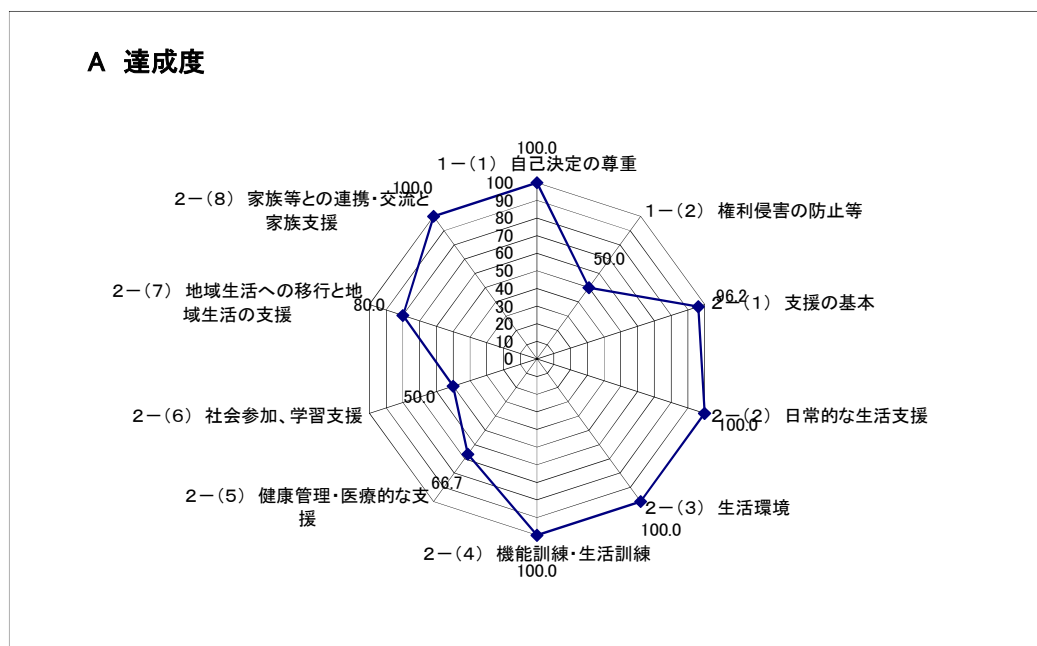 A 達成度
100.0
1－(1) 自己決定の尊重
100
90
80
70
60
50
40
30
20
10
0
1－(2) 権利侵害の防止等
50.0
96.2
2－(1) 支援の基本
2－(2) 日常的な生活支援
100.0
2－(3) 生活環境
100.0
2－(4) 機能訓練・生活訓練
100.0
2－(5) 健康管理・医療的な支
援
66.7
2－(6) 社会参加、学習支援
50.0
2－(7) 地域生活への移行と地
域生活の支援
80.0
2－(8) 家族等との連携・交流と
家族支援
100.0